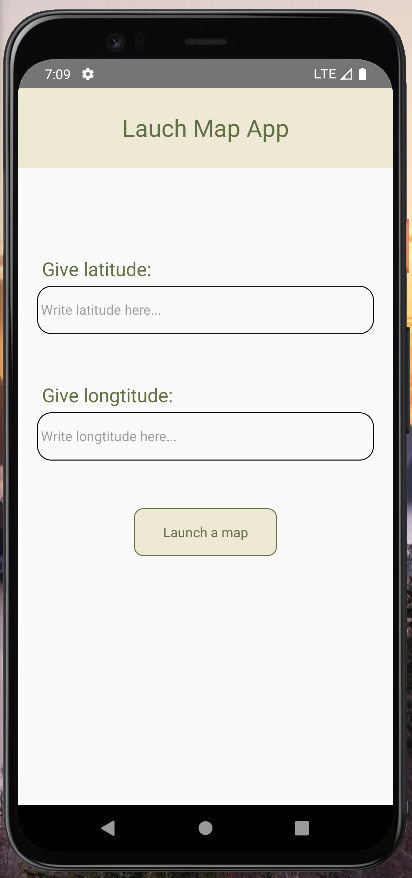 7:09 LTE
Lauch Map App
Give latitude:
Write latitude here...
Give longtitude:
Write longtitude here...
Launch a map